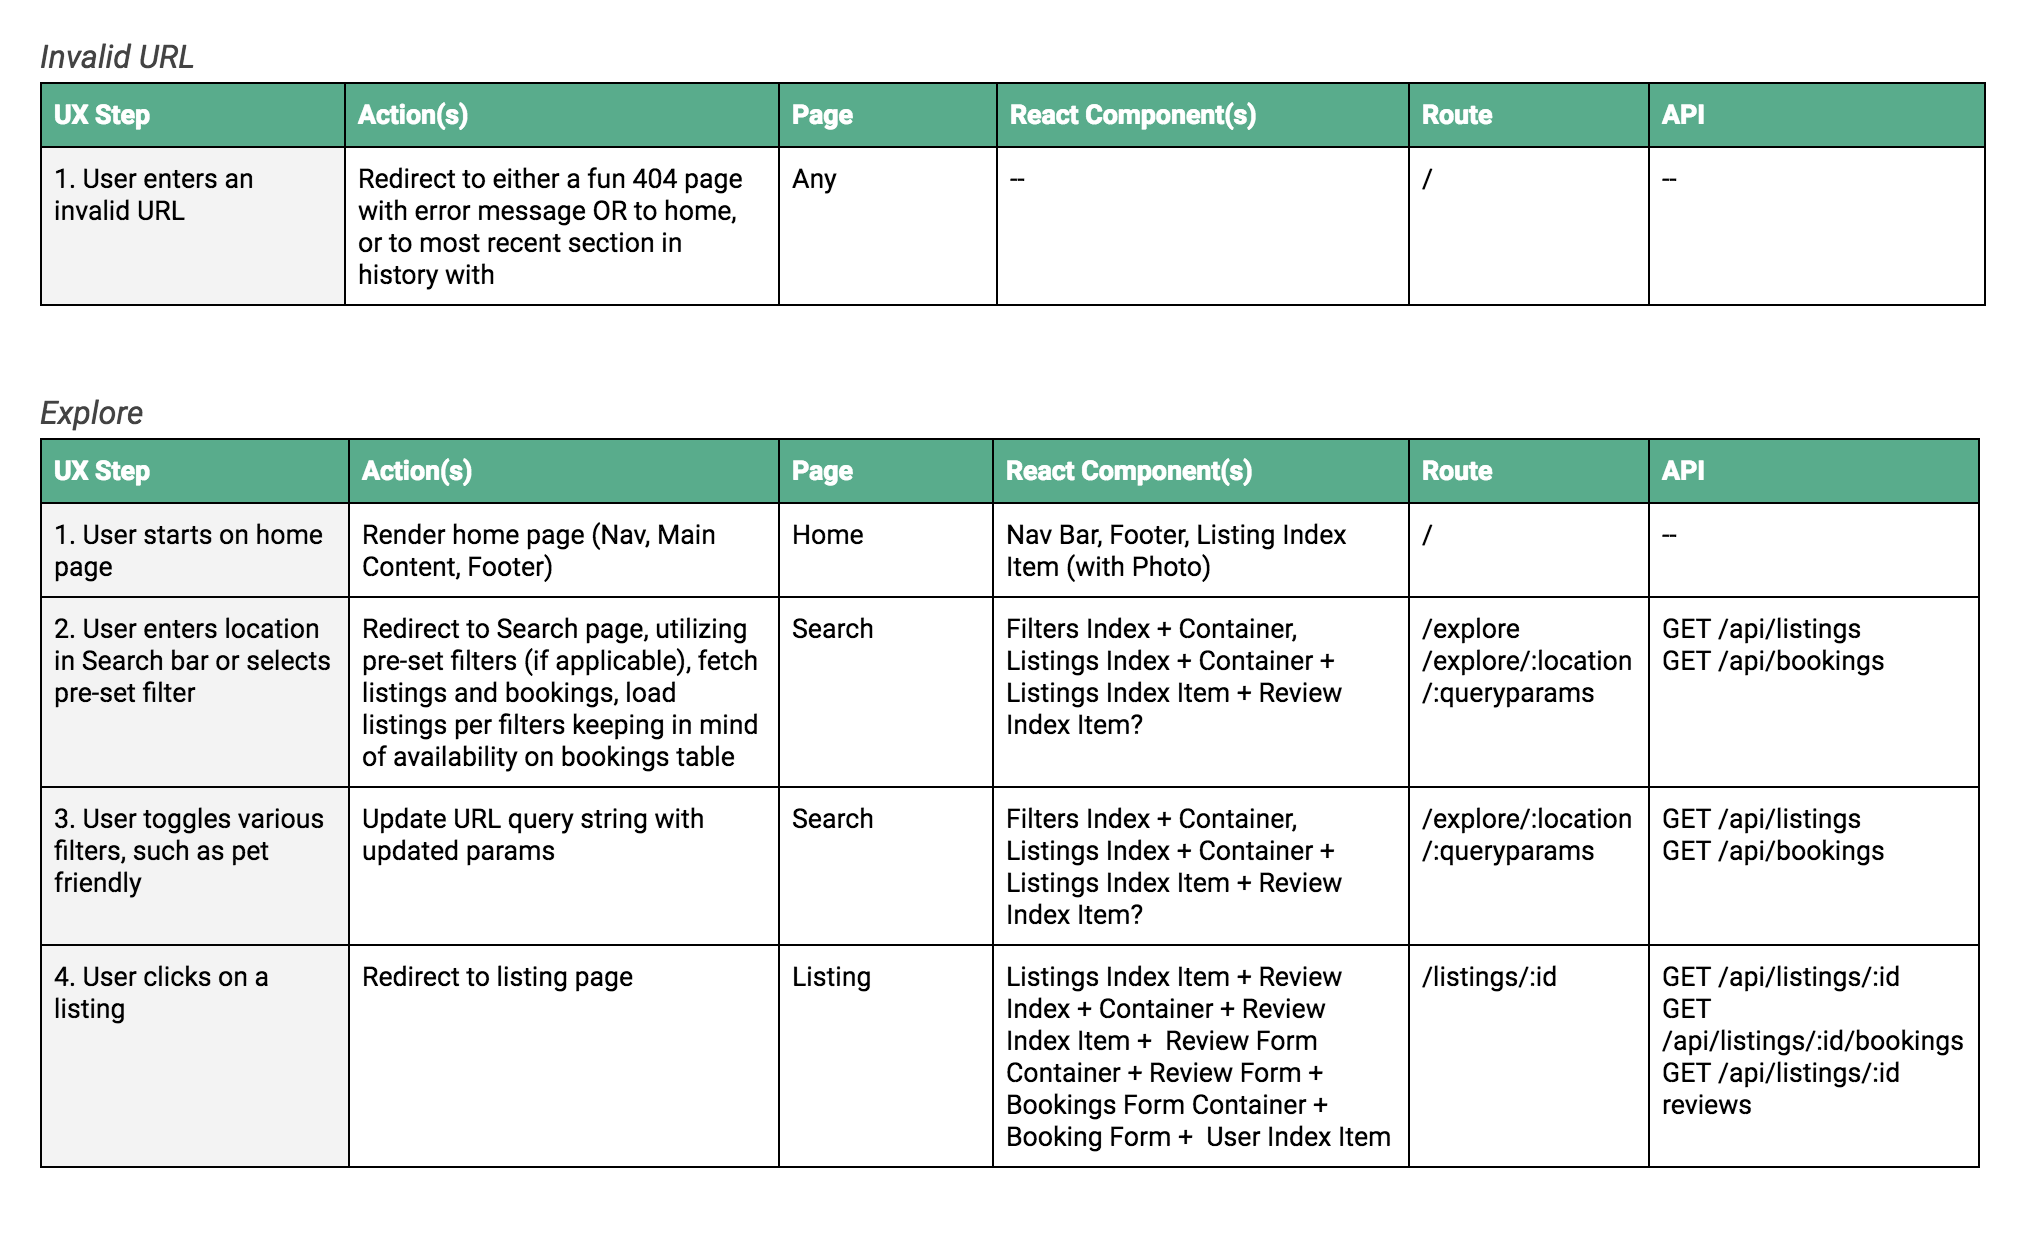 Invalid URL
UX Step
Action(s)
Page
React Component(s)
Route
API
1. User enters an
invalid URL
Redirect to either a fun 404 page
with error message OR to home,
or to most recent section in
history with
Any
--
/
--
Explore
UX Step
Action(s)
Page
React Component(s)
Route
API
1. User starts on home
page
Render home page (Nav, Main
Content, Footer)
Home
Nav Bar, Footer, Listing Index
Item (with Photo)
/
--
2. User enters location
in Search bar or selects
pre-set filter
Redirect to Search page, utilizing
pre-set filters (if applicable), fetch
listings and bookings, load
listings per filters keeping in mind
of availability on bookings table
Search
Filters Index + Container,
Listings Index + Container +
Listings Index Item + Review
Index Item?
/explore
/explore/:location
/:queryparams
GET /api/listings
GET /api/bookings
3. User toggles various
filters, such as pet
friendly
Update URL query string with
updated params
Search
Filters Index + Container,
Listings Index + Container +
Listings Index Item + Review
Index Item?
/explore/:location
/:queryparams
GET /api/listings
GET /api/bookings
4. User clicks on a
listing
Redirect to listing page
Listing
Listings Index Item + Review
Index + Container + Review
Index Item +  Review Form
Container + Review Form +
Bookings Form Container +
Booking Form +  User Index Item
/listings/:id
GET /api/listings/:id
GET
/api/listings/:id/bookings
GET /api/listings/:id
reviews